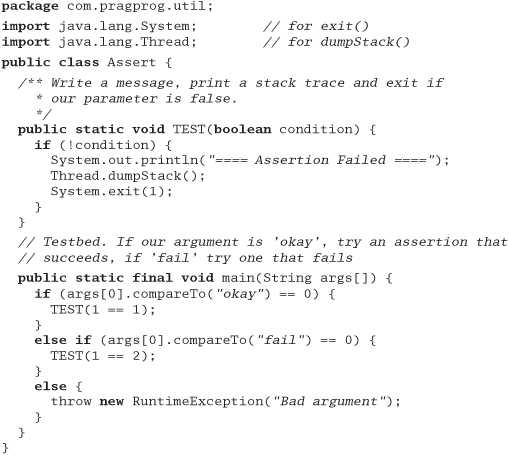 package com.pragprog.util;
import java.lang.System;        // for exit()
import java.lang.Thread;        // for dumpStack()
public class Assert {
  /** Write a message, print a stack trace and exit if
    * our parameter is false.
    */
  public static void TEST(boolean condition) {
    if (!condition) {
      System.out.println("==== Assertion Failed ====");
      Thread.dumpStack();
      System.exit(1);
    }
  }
  // Testbed. If our argument is 'okay', try an assertion that
  // succeeds, if 'fail' try one that fails
  public static final void main(String args[]) {
    if (args[0].compareTo("okay") == 0) {
      TEST(1 == 1);
    }
    else if (args[0].compareTo("fail") == 0) {
      TEST(1 == 2);
    }
    else {
      throw new RuntimeException("Bad argument");
    }
  }
}